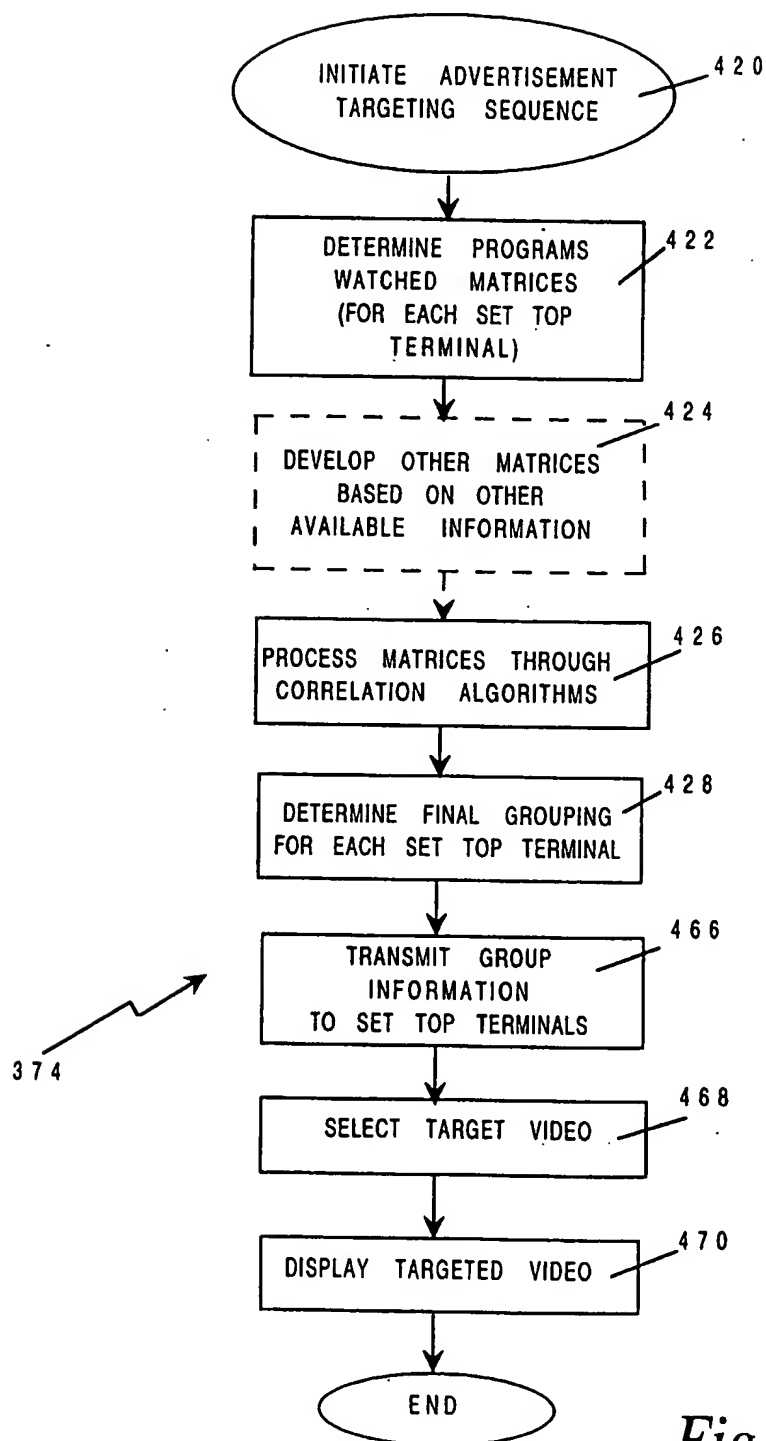 INITIATE ADVERTISEMENT
TARGETING SEQUENCE
420
DETERMINE PROGRAMS
WATCHED MATRICES
(FOR EACH SET TOP
TERMINAL)
422
DEVELOP OTHER MATRICES
BASED ON OTHER
AVAILABLE INFORMATION
424
PROCESS MATRICES THROUGH
CORRELATION ALGORITHMS
426
DETERMINE FINAL GROUPING
FOR EACH SET TOP TERMINAL
428
TRANSMIT GROUP
INFORMATION
TO SET TOP TERMINALS
466
374
SELECT TARGET VIDEO
468
DISPLAY TARGETED VIDEO
470
END
Fig